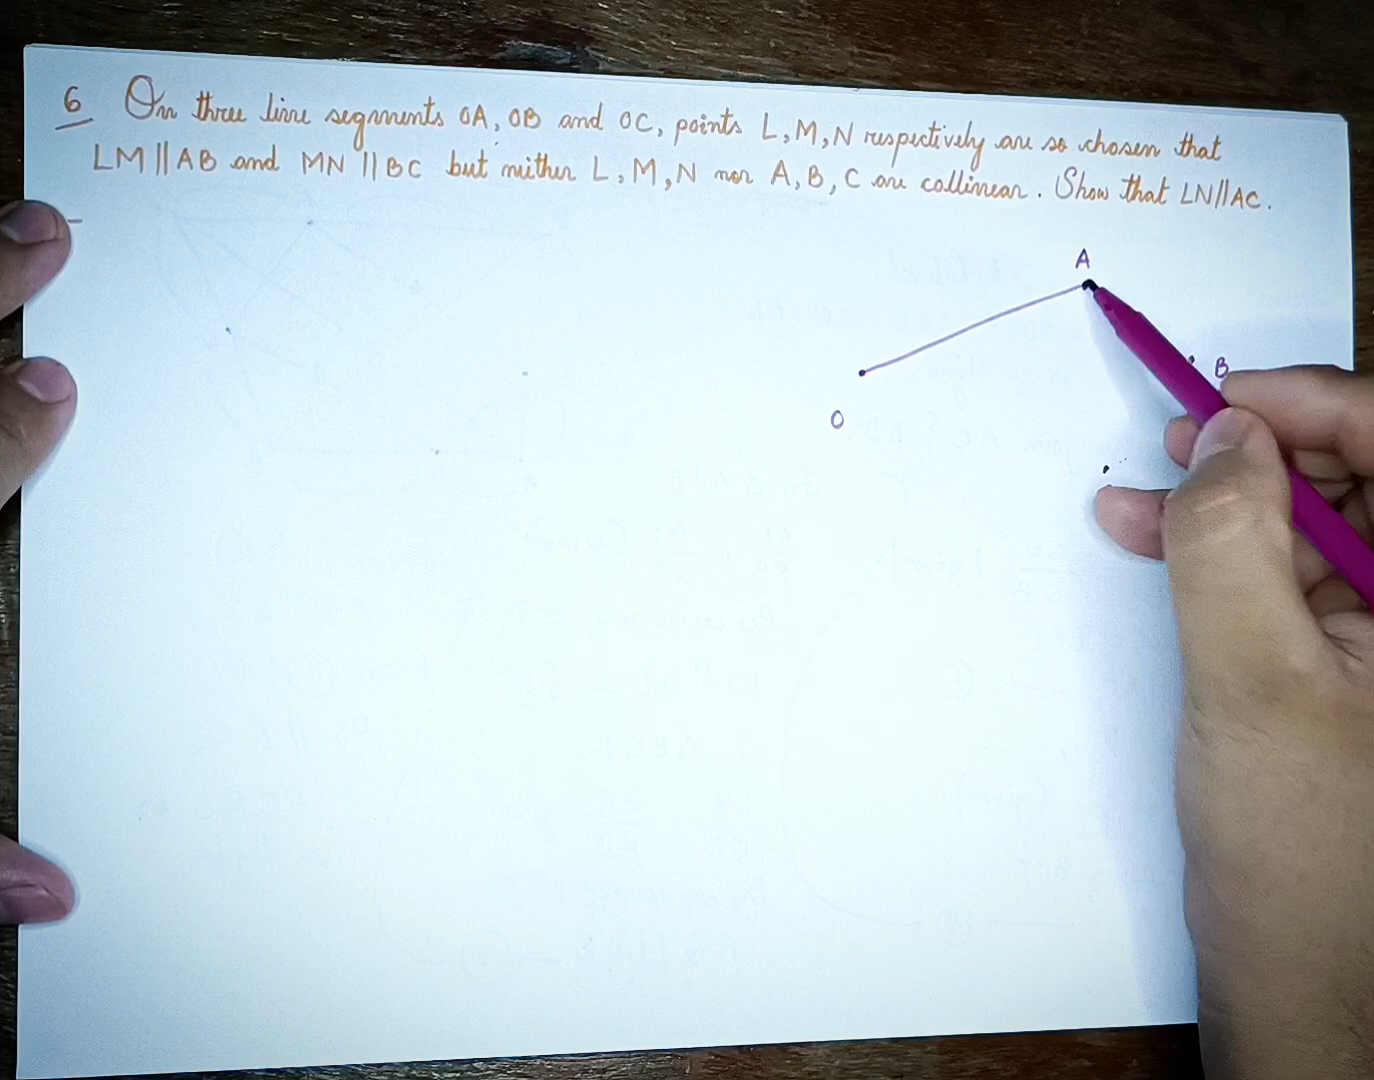 6 On three line segments OA, OB and OC, points L, M, N respectively are so chosen that
LM || AB and MN || BC but neither L, M, N nor A, B, C are collinear. Show that LN || AC.
A
B
O